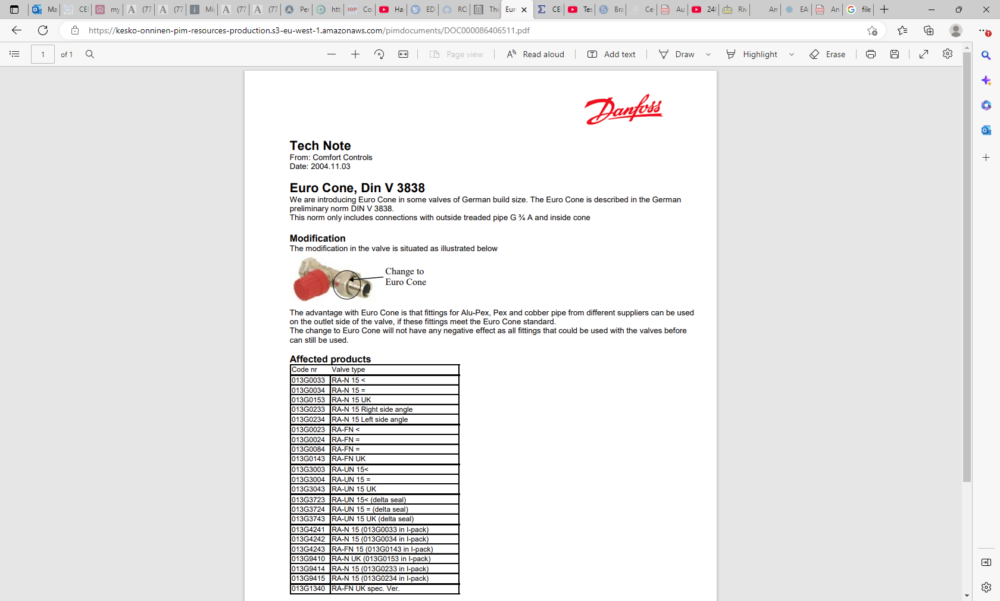 Ma
CE
my
(77
(77
Mi
(77
(77
Per
htt
IOP
Co
Ha
ED
RO
The
Eur
CE
Tes
Bra
Ce
Au
24
Riv
Am
EA
An
file
https://kesko-onninen-pim-resources-production.s3-eu-west-1.amazonaws.com/pimdocuments/DOC000086406511.pdf
1 of 1
Page view
Read aloud
Add text
Draw
Highlight
Erase
Danfoss
Tech Note
From: Comfort Controls
Date: 2004.11.03
Euro Cone, Din V 3838
We are introducing Euro Cone in some valves of German build size. The Euro Cone is described in the German
preliminary norm DIN V 3838.
This norm only includes connections with outside treaded pipe G ¾ A and inside cone
Modification
The modification in the valve is situated as illustrated below
Change to
Euro Cone
The advantage with Euro Cone is that fittings for Alu-Pex, Pex and cobber pipe from different suppliers can be used
on the outlet side of the valve, if these fittings meet the Euro Cone standard.
The change to Euro Cone will not have any negative effect as all fittings that could be used with the valves before
can still be used.
Affected products
Code nr Valve type
013G0033 RA-N 15 <
013G0034 RA-N 15 =
013G0153 RA-N 15 UK
013G0233 RA-N 15 Right side angle
013G0234 RA-N 15 Left side angle
013G0023 RA-FN <
013G0024 RA-FN =
013G0084 RA-FN =
013G0143 RA-FN UK
013G3003 RA-UN 15<
013G3004 RA-UN 15 =
013G3043 RA-UN 15 UK
013G3723 RA-UN 15< (delta seal)
013G3724 RA-UN 15 = (delta seal)
013G3743 RA-UN 15 UK (delta seal)
013G4241 RA-N 15 (013G0033 in I-pack)
013G4242 RA-N 15 (013G0034 in I-pack)
013G4243 RA-FN 15 (013G0143 in I-pack)
013G9410 RA-N UK (013G0153 in I-pack)
013G9414 RA-N 15 (013G0233 in I-pack)
013G9415 RA-N 15 (013G0234 in I-pack)
013G1340 RA-FN UK spec. Ver.